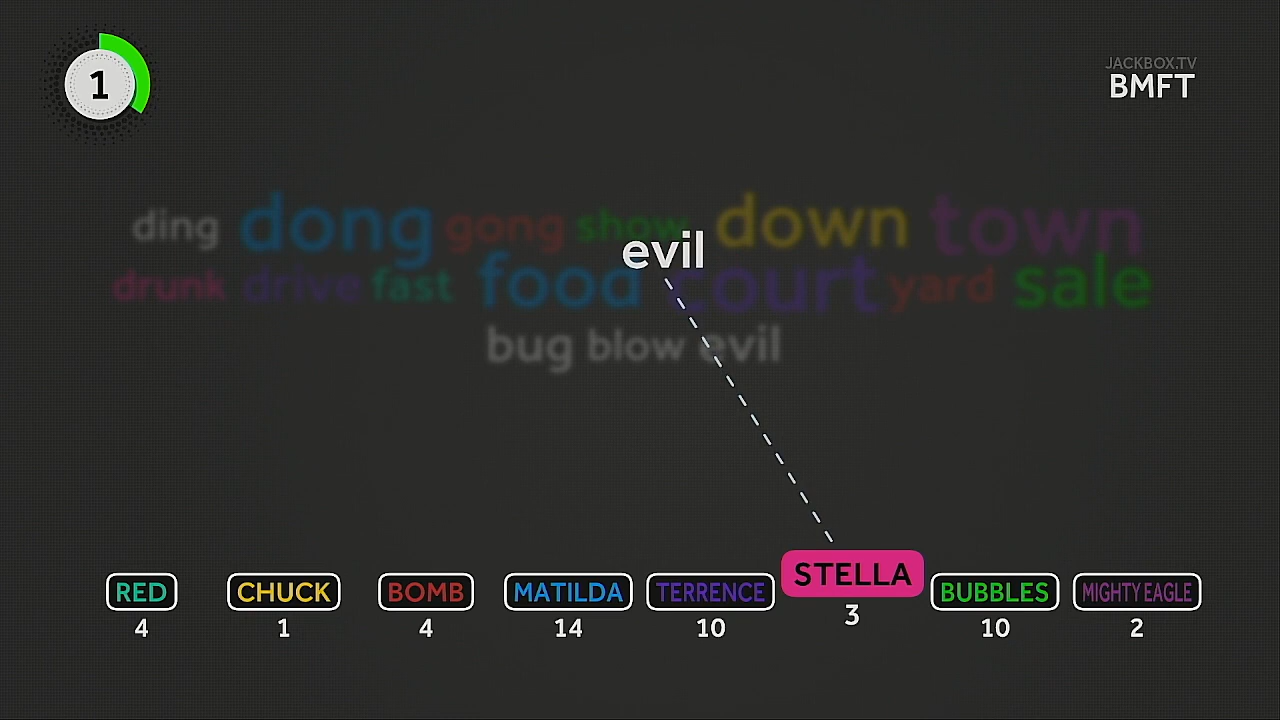 1
JACKBOX.TV
BMFT
ding dong gong show down town
evil
drunk drive fast food court yard sale
bug blow evil
RED CHUCK BOMB MATILDA TERRENCE STELLA BUBBLES MIGHTY EAGLE
4 1 4 14 10 3 10 2